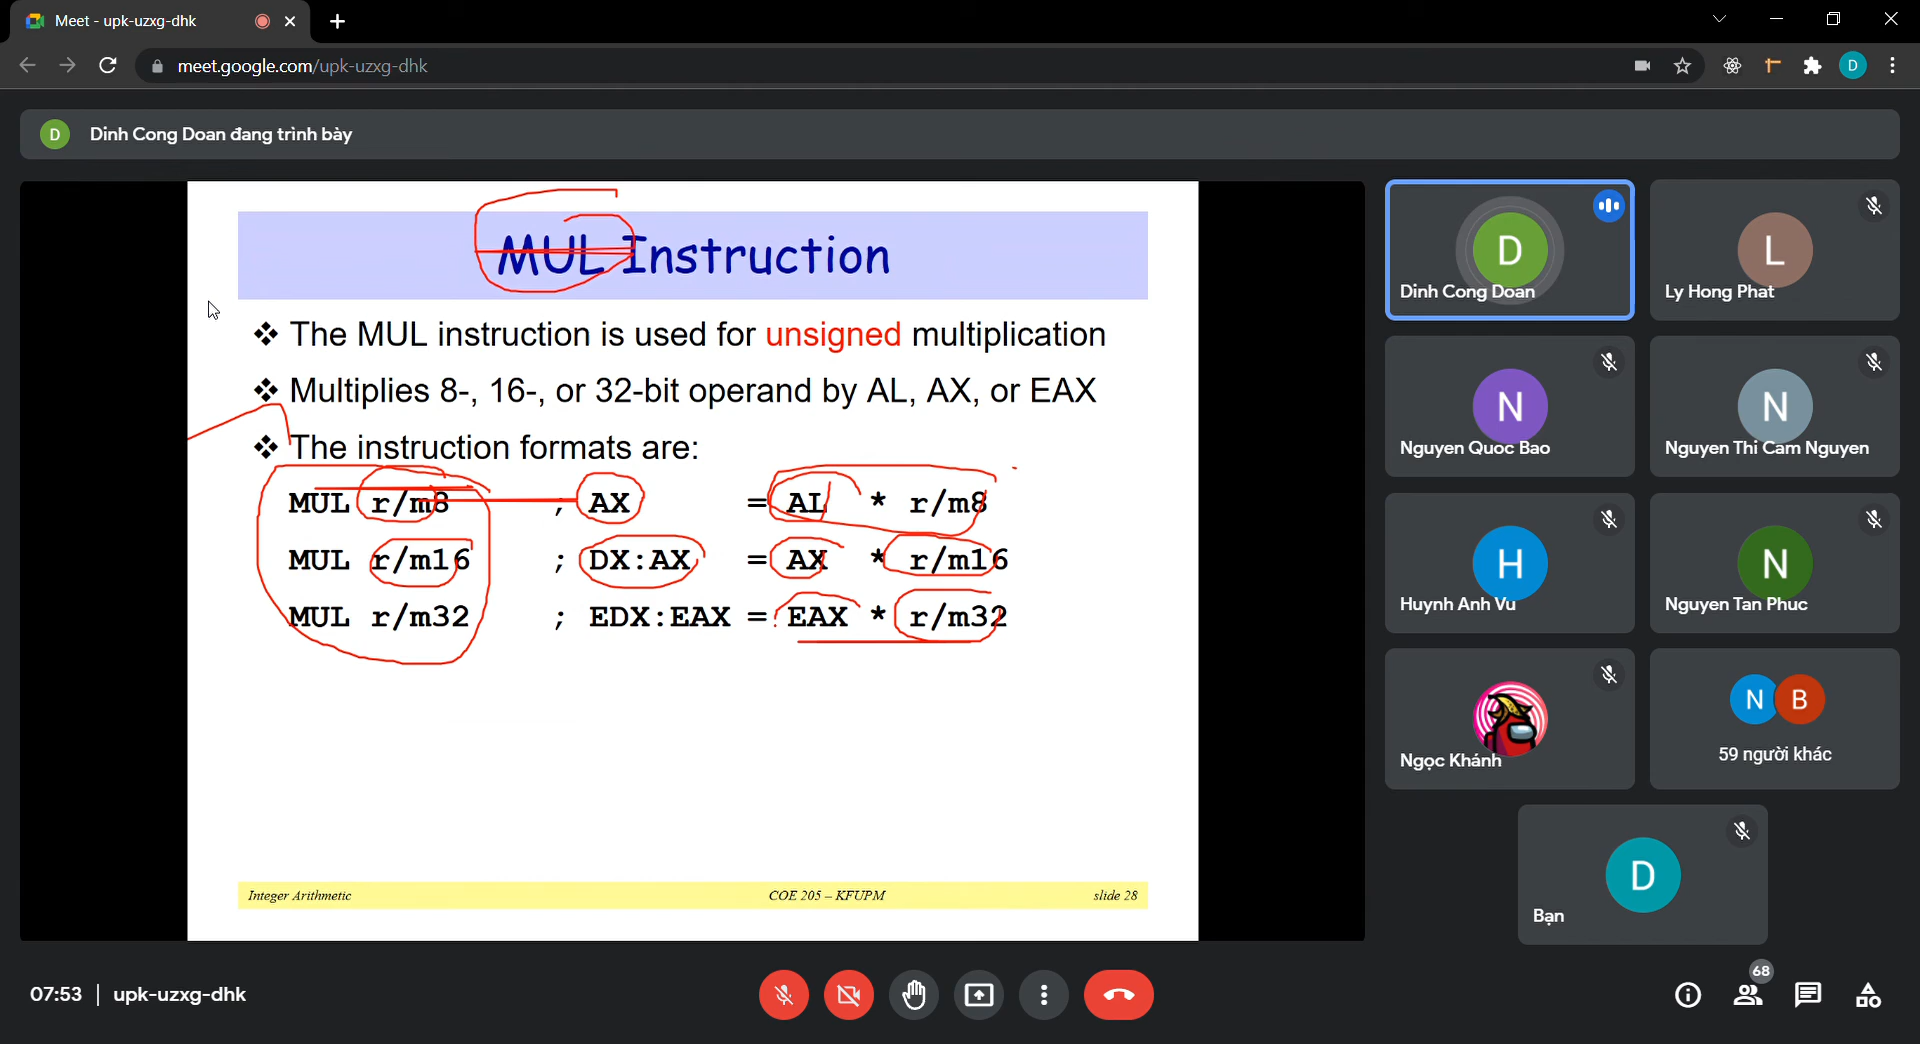 Meet - upk-uzxg-dhk
meet.google.com/upk-uzxg-dhk
D
D
Dinh Cong Doan đang trình bày
MUL Instruction
❖ The MUL instruction is used for unsigned multiplication
❖ Multiplies 8-, 16-, or 32-bit operand by AL, AX, or EAX
❖ The instruction formats are:
MUL r/m8 ; AX = AL * r/m8
MUL r/m16 ; DX:AX = AX * r/m16
MUL r/m32 ; EDX:EAX = EAX * r/m32
Integer Arithmetic COE 205 – KFUPM slide 28
D
Dinh Cong Doan
L
Ly Hong Phat
N
Nguyen Quoc Bao
N
Nguyen Thi Cam Nguyen
H
Huynh Anh Vu
N
Nguyen Tan Phuc
Ngọc Khánh
N B
59 người khác
D
Bạn
07:53 | upk-uzxg-dhk
68